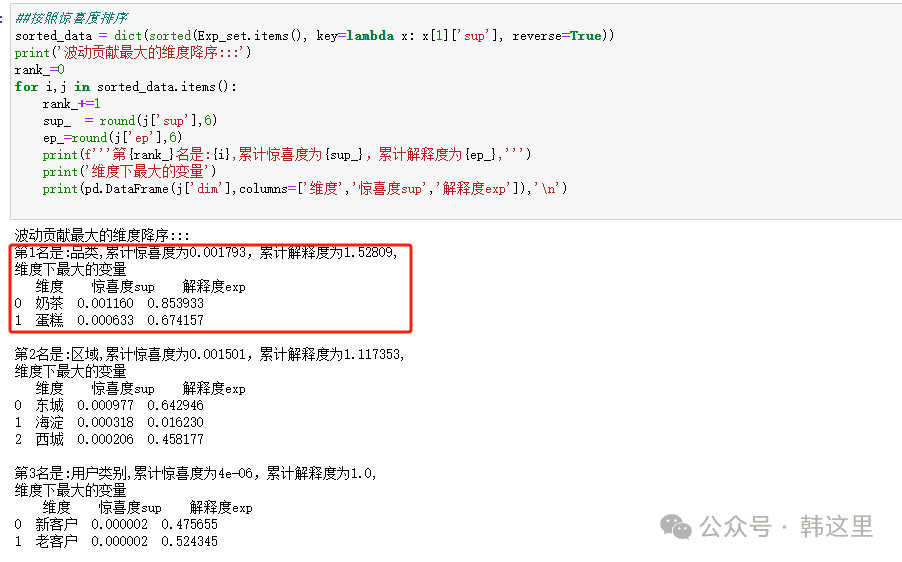 ##按照惊喜度排序
sorted_data = dict(sorted(Exp_set.items(), key=lambda x: x[1]['sup'], reverse=True))
print('波动贡献最大的维度降序:::')
rank_=0
for i,j in sorted_data.items():
    rank_+=1
    sup_  = round(j['sup'],6)
    ep_=round(j['ep'],6)
    print(f'''第{rank_}名是:{i},累计惊喜度为{sup_}，累计解释度为{ep_},''')
    print('维度下最大的变量')
    print(pd.DataFrame(j['dim'],columns=['维度','惊喜度sup','解释度exp']),'\n')
波动贡献最大的维度降序:::
第1名是:品类,累计惊喜度为0.001793，累计解释度为1.52809,
维度下最大的变量
维度 惊喜度sup 解释度exp
0 奶茶 0.001160 0.853933
1 蛋糕 0.000633 0.674157
第2名是:区域,累计惊喜度为0.001501，累计解释度为1.117353,
维度下最大的变量
维度 惊喜度sup 解释度exp
0 东城 0.000977 0.642946
1 海淀 0.000318 0.016230
2 西城 0.000206 0.458177
第3名是:用户类别,累计惊喜度为4e-06，累计解释度为1.0,
维度下最大的变量
维度 惊喜度sup 解释度exp
0 新客户 0.000002 0.475655
1 老客户 0.000002 0.524345
公众号 · 韩这里